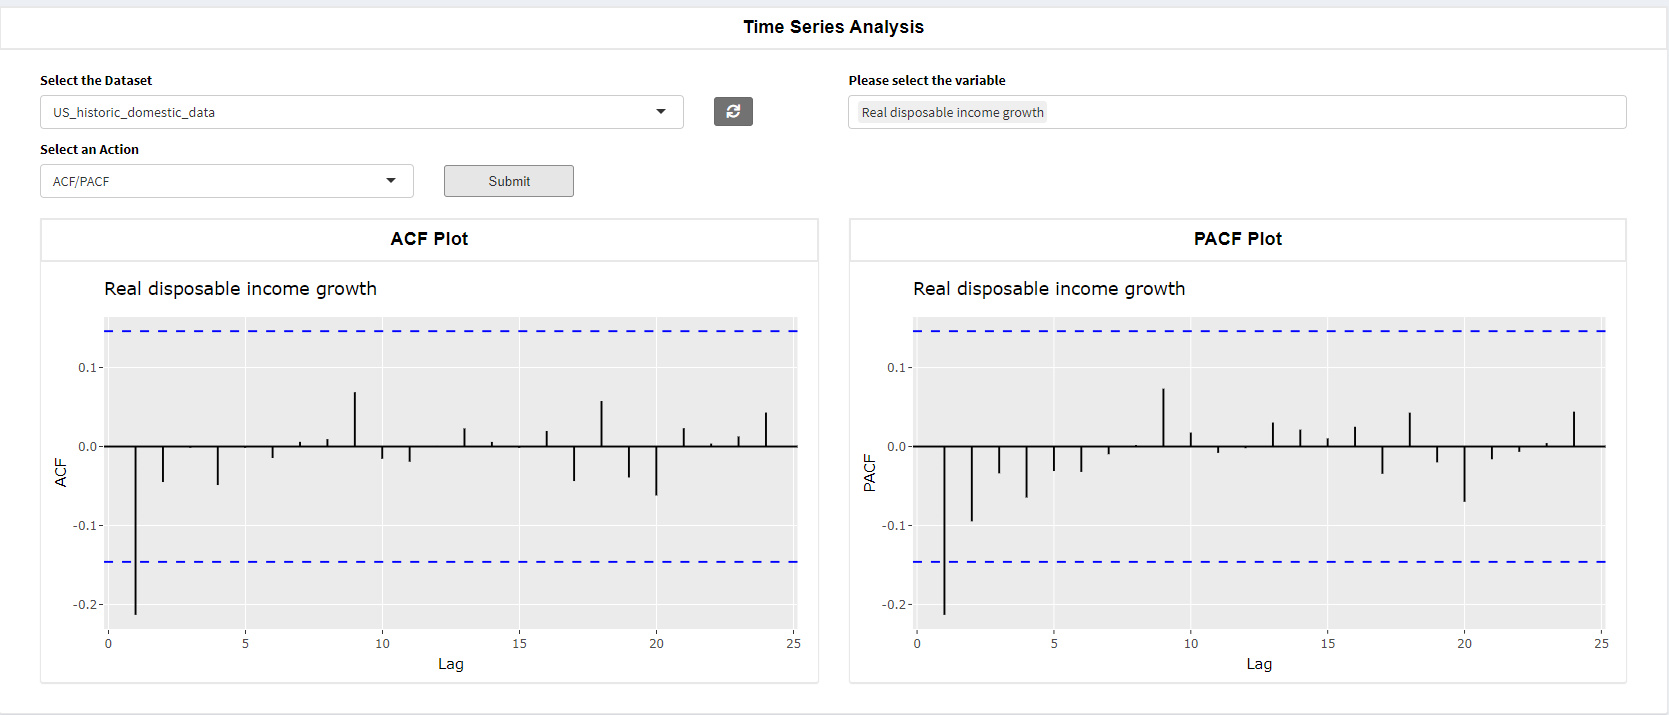 Time Series Analysis
Select the Dataset
US_historic_domestic_data
Please select the variable
Real disposable income growth
Select an Action
ACF/PACF
Submit
ACF Plot
Real disposable income growth
ACF
0.1
0.0
-0.1
-0.2
0 5 10 15 20 25
Lag
PACF Plot
Real disposable income growth
PACF
0.1
0.0
-0.1
-0.2
0 5 10 15 20 25
Lag